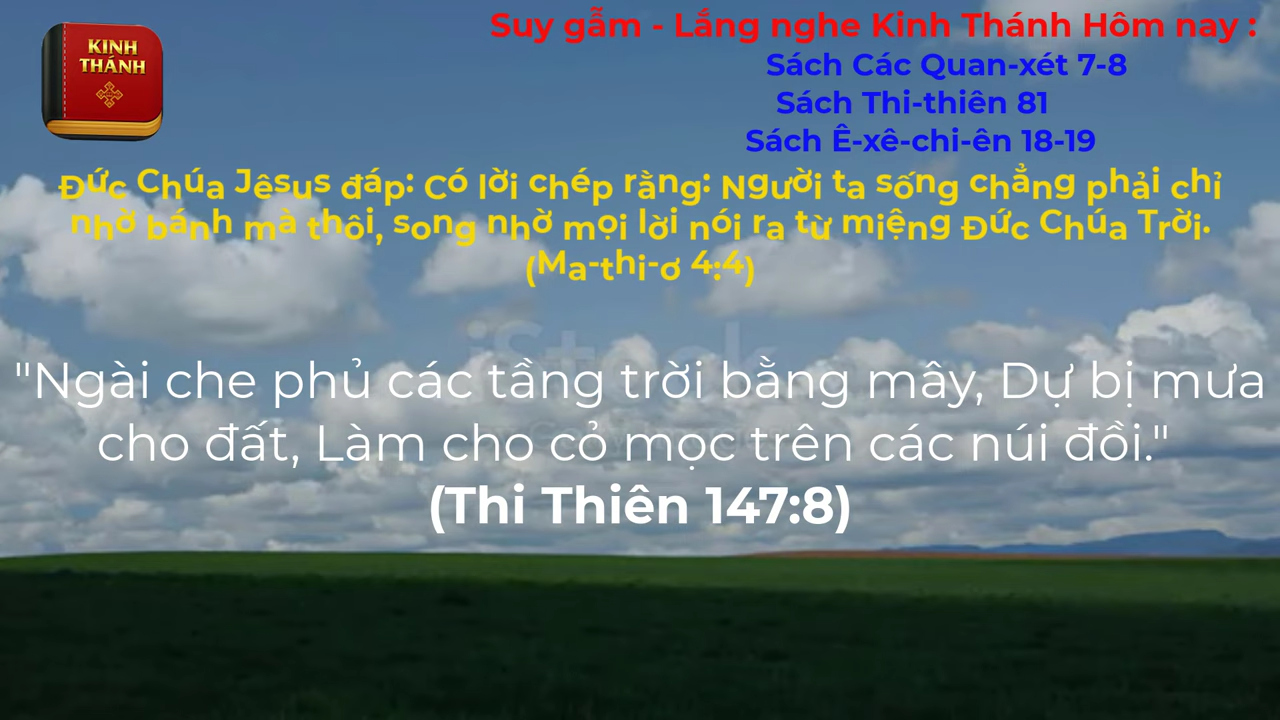 KINH
THÁNH
Suy gẫm - Lắng nghe Kinh Thánh Hôm nay :
Sách Các Quan-xét 7-8
Sách Thi-thiên 81
Sách Ê-xê-chi-ên 18-19
Đức Chúa Jêsus đáp: Có lời chép rằng: Người ta sống chẳng phải chỉ
nhờ bánh mà thôi, song nhờ mọi lời nói ra từ miệng Đức Chúa Trời.
(Ma-thi-ơ 4:4)
iStock
"Ngài che phủ các tầng trời bằng mây, Dự bị mưa
cho đất, Làm cho cỏ mọc trên các núi đồi."
(Thi Thiên 147:8)